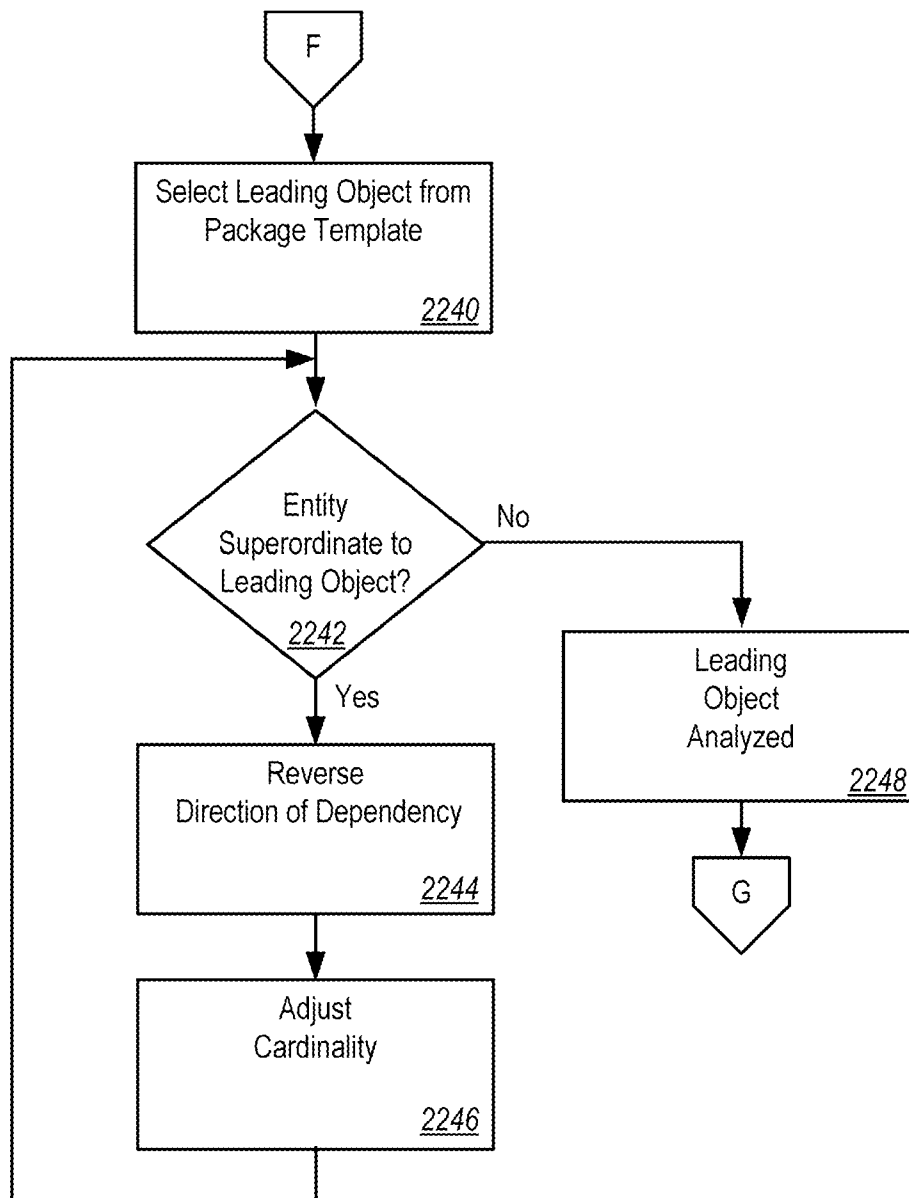 F
Select Leading Object from
Package Template
2240
Entity
Superordinate to
Leading Object?
2242
No
Yes
Leading
Object
Analyzed
2248
Reverse
Direction of Dependency
2244
G
Adjust
Cardinality
2246